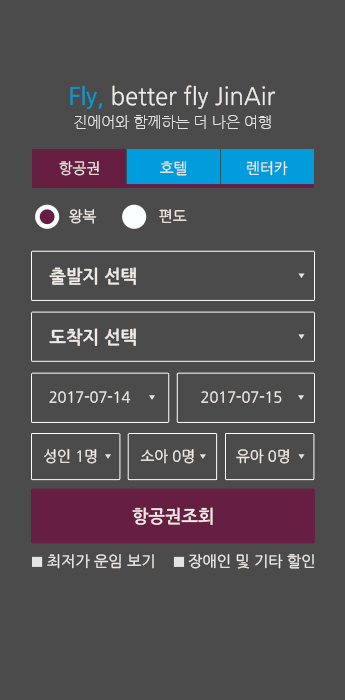 Fly, better fly JinAir
진에어와 함께하는 더 나은 여행
항공권 호텔 렌터카
왕복 편도
출발지 선택
도착지 선택
2017-07-14 2017-07-15
성인 1명 소아 0명 유아 0명
항공권조회
최저가 운임 보기 장애인 및 기타 할인